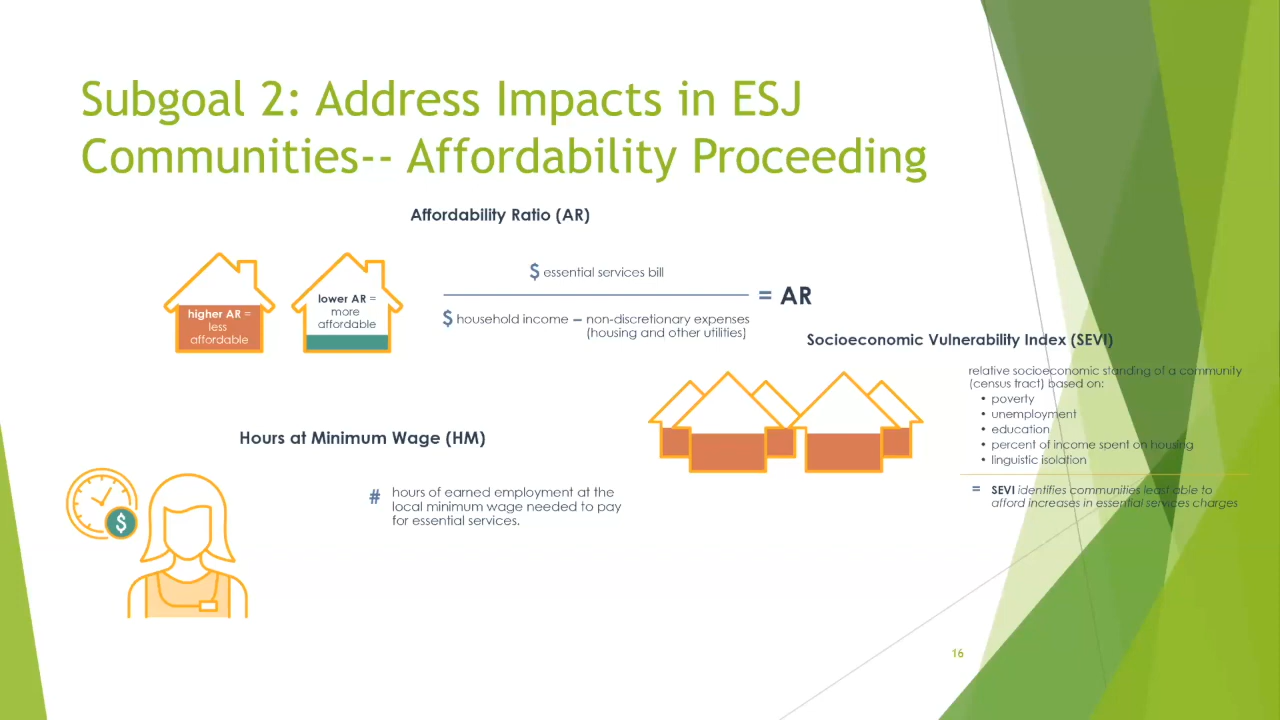 Subgoal 2: Address Impacts in ESJ
Communities-- Affordability Proceeding
Affordability Ratio (AR)
higher AR =
less
affordable
lower AR =
more
affordable
$ essential services bill
$ household income – non-discretionary expenses
(housing and other utilities)
= AR
Socioeconomic Vulnerability Index (SEVI)
relative socioeconomic standing of a community
(census tract) based on:
• poverty
• unemployment
• education
• percent of income spent on housing
• linguistic isolation
= SEVI identifies communities least able to
afford increases in essential services charges
Hours at Minimum Wage (HM)
$
# hours of earned employment at the
local minimum wage needed to pay
for essential services.
16